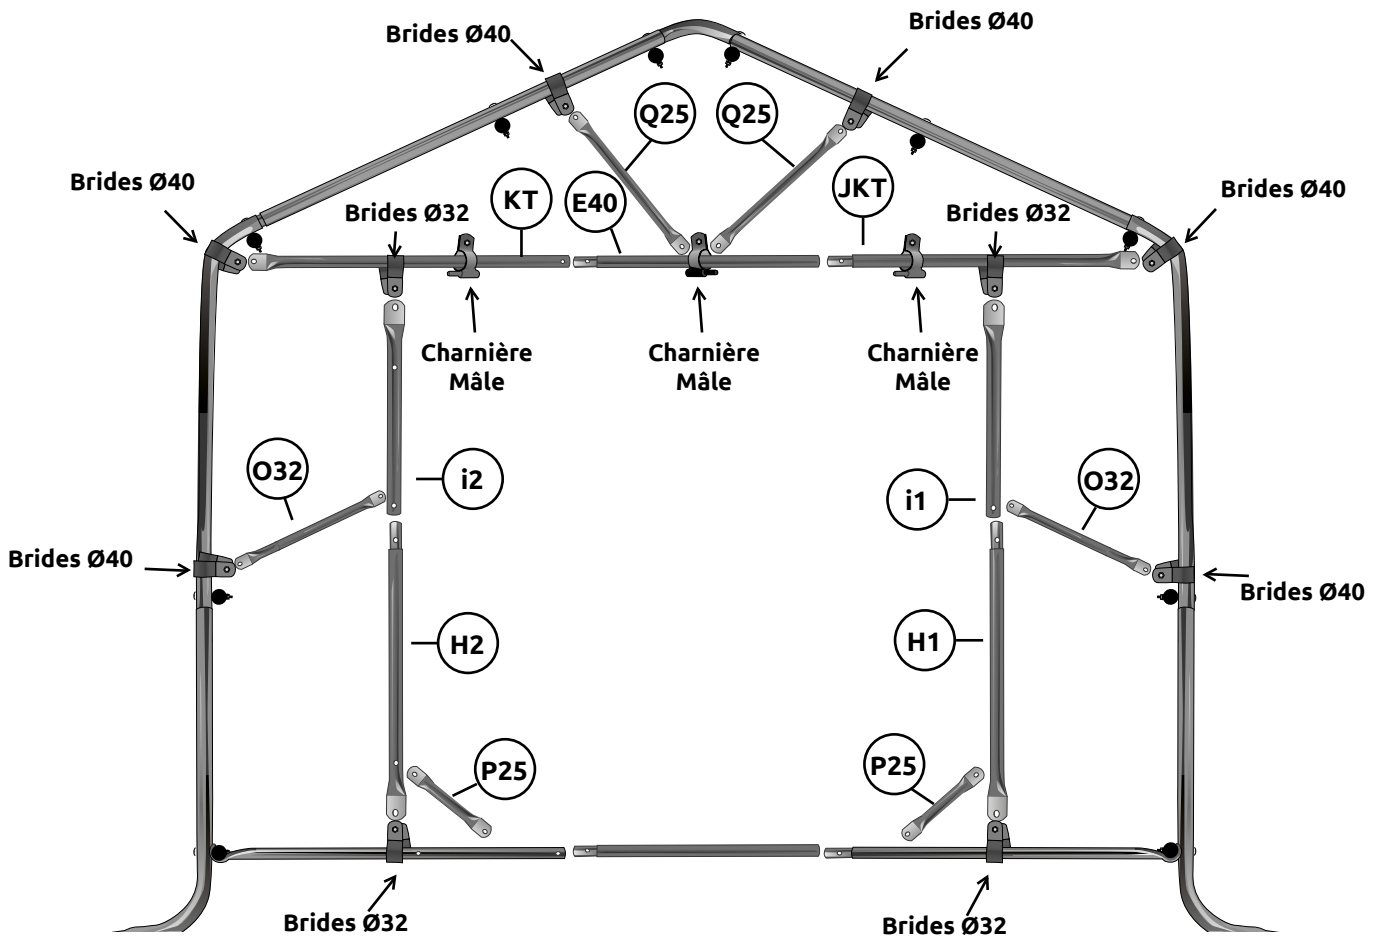 Brides Ø40
Brides Ø40
Q25
Q25
Brides Ø40
Brides Ø40
KT
E40
JKT
Brides Ø32
Brides Ø32
Charnière
Mâle
Charnière
Mâle
Charnière
Mâle
O32
i2
i1
O32
Brides Ø40
Brides Ø40
H2
H1
P25
P25
Brides Ø32
Brides Ø32